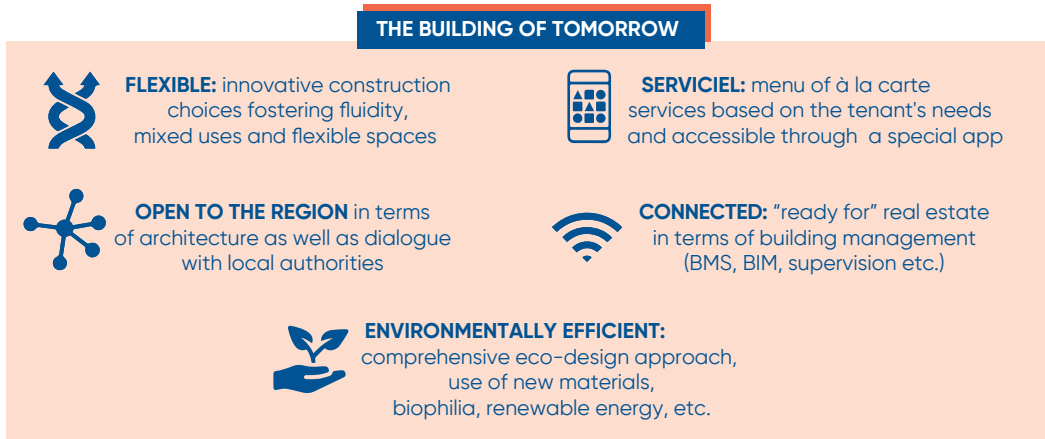 THE BUILDING OF TOMORROW
FLEXIBLE: innovative construction
choices fostering fluidity,
mixed uses and flexible spaces
SERVICIEL: menu of à la carte
services based on the tenant's needs
and accessible through a special app
OPEN TO THE REGION in terms
of architecture as well as dialogue
with local authorities
CONNECTED: “ready for” real estate
in terms of building management
(BMS, BIM, supervision etc.)
ENVIRONMENTALLY EFFICIENT:
comprehensive eco-design approach,
use of new materials,
biophilia, renewable energy, etc.